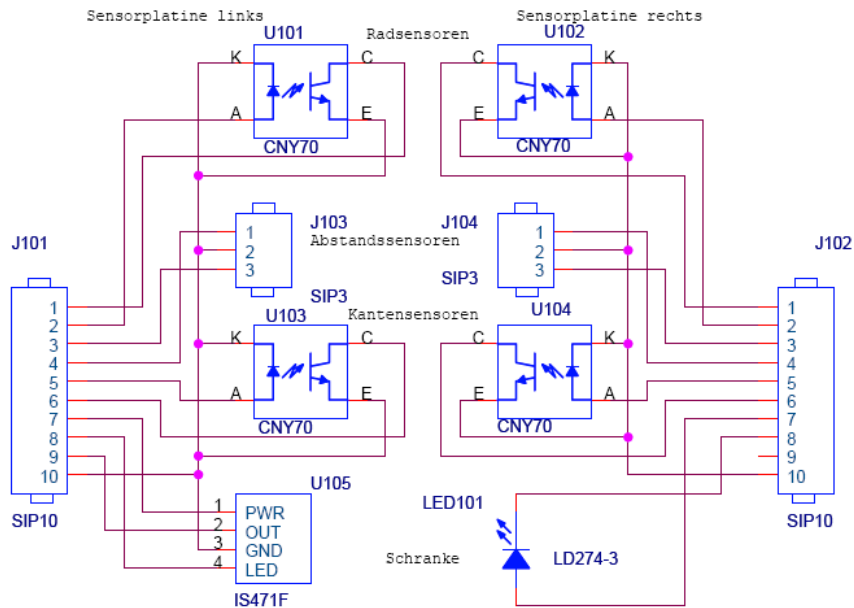 Sensorplatine links
Sensorplatine rechts
Radsensoren
U101
U102
K
C
C
K
A
E
E
A
CNY70
CNY70
J101
J103
J104
J102
1
2
3
1
2
3
Abstandssensoren
SIP3
SIP3
Kantensensoren
U103
U104
K
C
C
K
A
E
E
A
CNY70
CNY70
1
2
3
4
5
6
7
8
9
10
1
2
3
4
5
6
7
8
9
10
SIP10
SIP10
U105
1 PWR
2 OUT
3 GND
4 LED
IS471F
LED101
Schranke
LD274-3